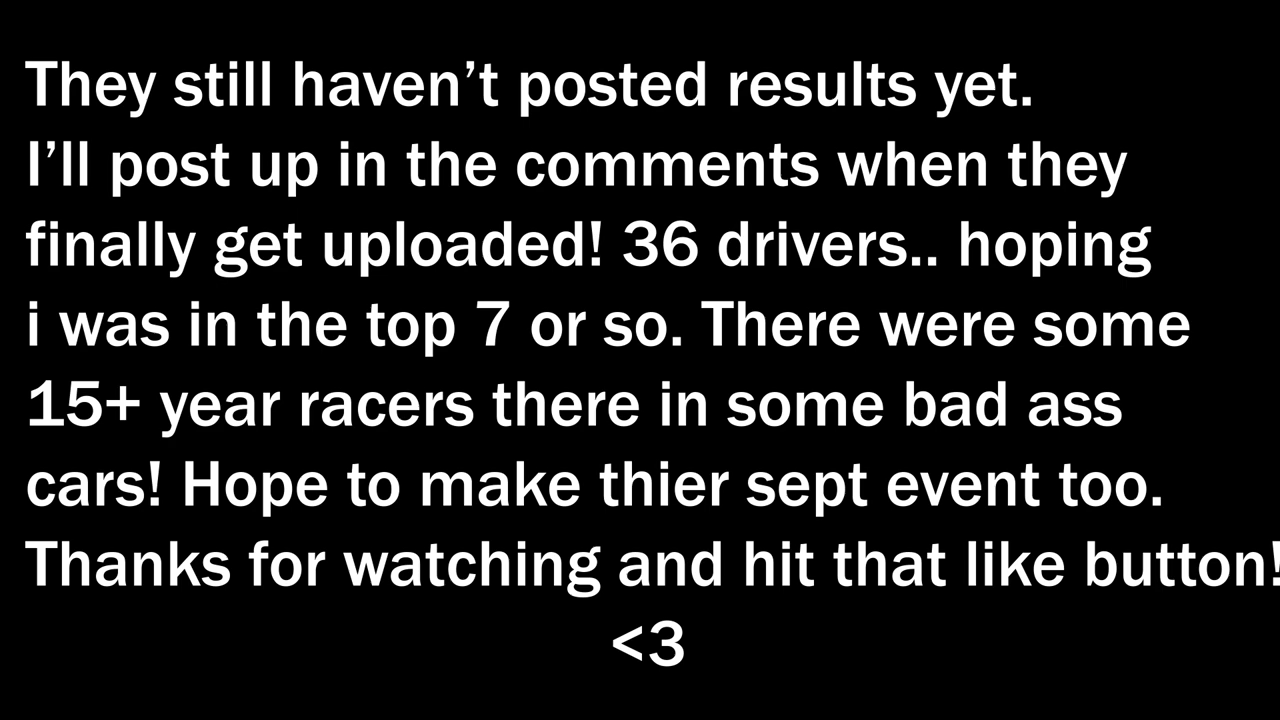 They still haven’t posted results yet.
I’ll post up in the comments when they
finally get uploaded! 36 drivers.. hoping
i was in the top 7 or so. There were some
15+ year racers there in some bad ass
cars! Hope to make thier sept event too.
Thanks for watching and hit that like button!
<3